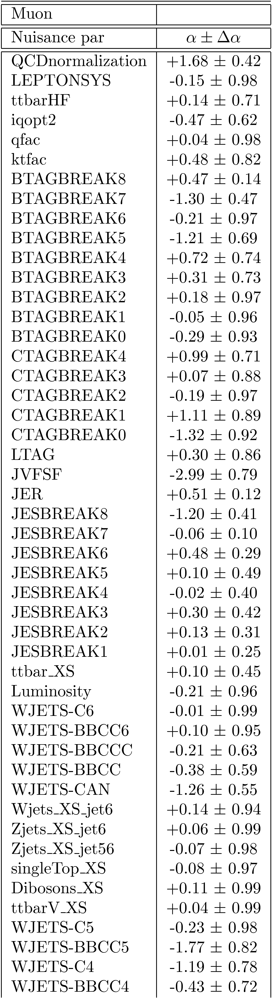 Muon
Nuisance par α ± Δα
QCDnormalization +1.68 ± 0.42
LEPTONSYS -0.15 ± 0.98
ttbarHF +0.14 ± 0.71
iqopt2 -0.47 ± 0.62
qfac +0.04 ± 0.98
ktfac +0.48 ± 0.82
BTAGBREAK8 +0.47 ± 0.14
BTAGBREAK7 -1.30 ± 0.47
BTAGBREAK6 -0.21 ± 0.97
BTAGBREAK5 -1.21 ± 0.69
BTAGBREAK4 +0.72 ± 0.74
BTAGBREAK3 +0.31 ± 0.73
BTAGBREAK2 +0.18 ± 0.97
BTAGBREAK1 -0.05 ± 0.96
BTAGBREAK0 -0.29 ± 0.93
CTAGBREAK4 +0.99 ± 0.71
CTAGBREAK3 +0.07 ± 0.88
CTAGBREAK2 -0.19 ± 0.97
CTAGBREAK1 +1.11 ± 0.89
CTAGBREAK0 -1.32 ± 0.92
LTAG +0.30 ± 0.86
JVFSF -2.99 ± 0.79
JER +0.51 ± 0.12
JESBREAK8 -1.20 ± 0.41
JESBREAK7 -0.06 ± 0.10
JESBREAK6 +0.48 ± 0.29
JESBREAK5 +0.10 ± 0.49
JESBREAK4 -0.02 ± 0.40
JESBREAK3 +0.30 ± 0.42
JESBREAK2 +0.13 ± 0.31
JESBREAK1 +0.01 ± 0.25
ttbar_XS +0.10 ± 0.45
Luminosity -0.21 ± 0.96
WJETS-C6 -0.01 ± 0.99
WJETS-BBCC6 +0.10 ± 0.95
WJETS-BBCCC -0.21 ± 0.63
WJETS-BBCC -0.38 ± 0.59
WJETS-CAN -1.26 ± 0.55
Wjets_XS_jet6 +0.14 ± 0.94
Zjets_XS_jet6 +0.06 ± 0.99
Zjets_XS_jet56 -0.07 ± 0.98
singleTop_XS -0.08 ± 0.97
Dibosons_XS +0.11 ± 0.99
ttbarV_XS +0.04 ± 0.99
WJETS-C5 -0.23 ± 0.98
WJETS-BBCC5 -1.77 ± 0.82
WJETS-C4 -1.19 ± 0.78
WJETS-BBCC4 -0.43 ± 0.72